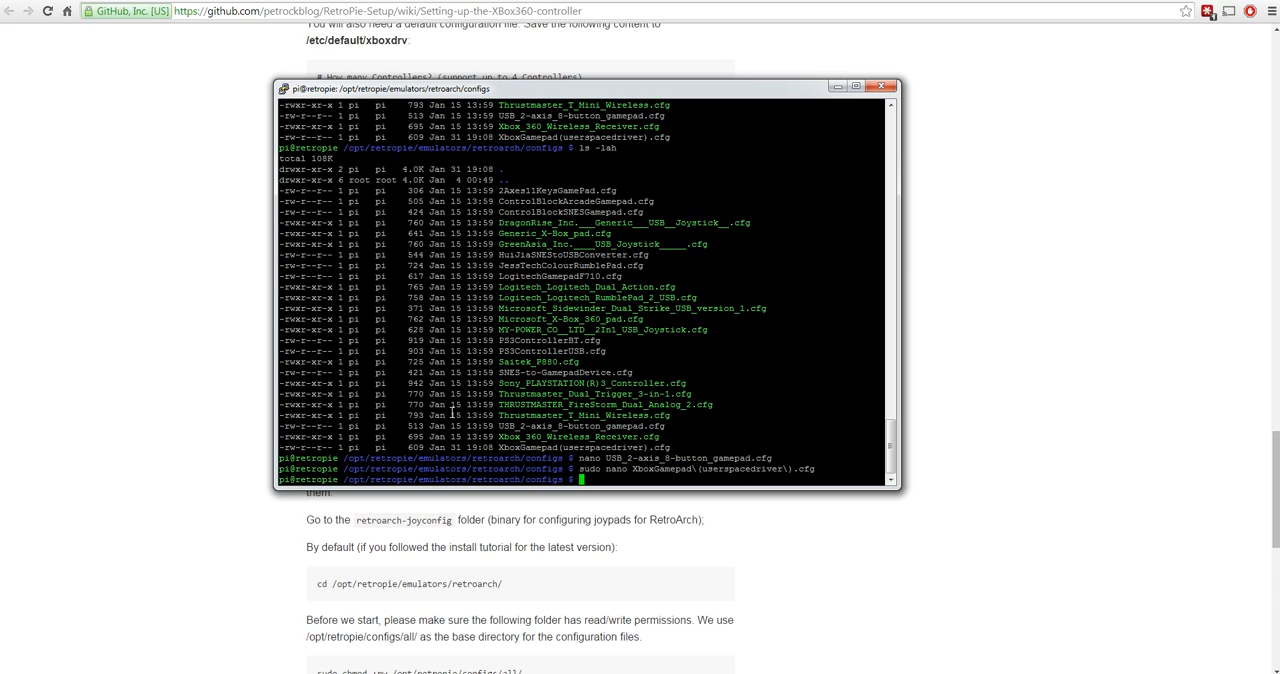 GitHub, Inc. [US] https://github.com/petrockblog/RetroPie-Setup/wiki/Setting-up-the-XBox360-controller
You will also need a default configuration file. Save the following content to
/etc/default/xboxdrv:
# How many Controllers? (support up to 4 Controllers)
pi@retropie: /opt/retropie/emulators/retroarch/configs
-rwxr-xr-x 1 pi pi 793 Jan 15 13:59 Thrustmaster_T_Mini_Wireless.cfg
-rwxr-xr-x 1 pi pi 513 Jan 15 13:59 USB_2-axis_8-button_gamepad.cfg
-rwxr-xr-x 1 pi pi 695 Jan 15 13:59 Xbox_360_Wireless_Receiver.cfg
-rwxr-xr-x 1 pi pi 609 Jan 31 19:08 XboxGamepad(userspacedriver).cfg
pi@retropie /opt/retropie/emulators/retroarch/configs $ ls -lah
total 108K
drwxr-xr-x 2 pi pi 4.0K Jan 31 19:08 .
drwxr-xr-x 6 root root 4.0K Jan 4 00:49 ..
-rw-r--r-- 1 pi pi 306 Jan 15 13:59 2Axes11KeysGamePad.cfg
-rw-r--r-- 1 pi pi 505 Jan 15 13:59 ControlBlockArcadeGamepad.cfg
-rw-r--r-- 1 pi pi 424 Jan 15 13:59 ControlBlockSNESGamepad.cfg
-rwxr-xr-x 1 pi pi 760 Jan 15 13:59 DragonRise_Inc.___Generic___USB__Joystick__.cfg
-rwxr-xr-x 1 pi pi 641 Jan 15 13:59 Generic_X-Box_pad.cfg
-rwxr-xr-x 1 pi pi 760 Jan 15 13:59 GreenAsia_Inc.____USB_Joystick_____.cfg
-rw-r--r-- 1 pi pi 544 Jan 15 13:59 HuiJiaSNEStoUSBConverter.cfg
-rw-r--r-- 1 pi pi 724 Jan 15 13:59 JessTechColourRumblePad.cfg
-rw-r--r-- 1 pi pi 617 Jan 15 13:59 LogitechGamepadF710.cfg
-rwxr-xr-x 1 pi pi 765 Jan 15 13:59 Logitech_Logitech_Dual_Action.cfg
-rwxr-xr-x 1 pi pi 758 Jan 15 13:59 Logitech_Logitech_RumblePad_2_USB.cfg
-rwxr-xr-x 1 pi pi 371 Jan 15 13:59 Microsoft_Sidewinder_Dual_Strike_USB_version_1.cfg
-rwxr-xr-x 1 pi pi 762 Jan 15 13:59 Microsoft_X-Box_360_pad.cfg
-rwxr-xr-x 1 pi pi 628 Jan 15 13:59 MY-POWER_CO__LTD__2In1_USB_Joystick.cfg
-rw-r--r-- 1 pi pi 919 Jan 15 13:59 PS3ControllerBT.cfg
-rw-r--r-- 1 pi pi 903 Jan 15 13:59 PS3ControllerUSB.cfg
-rwxr-xr-x 1 pi pi 725 Jan 15 13:59 Saitek_P880.cfg
-rw-r--r-- 1 pi pi 421 Jan 15 13:59 SNES-to-GamepadDevice.cfg
-rwxr-xr-x 1 pi pi 942 Jan 15 13:59 Sony_PLAYSTATION(R)3_Controller.cfg
-rwxr-xr-x 1 pi pi 770 Jan 15 13:59 Thrustmaster_Dual_Trigger_3-in-1.cfg
-rwxr-xr-x 1 pi pi 770 Jan 15 13:59 THRUSTMASTER_FireStorm_Dual_Analog_2.cfg
-rwxr-xr-x 1 pi pi 793 Jan 15 13:59 Thrustmaster_T_Mini_Wireless.cfg
-rw-r--r-- 1 pi pi 513 Jan 15 13:59 USB_2-axis_8-button_gamepad.cfg
-rwxr-xr-x 1 pi pi 695 Jan 15 13:59 Xbox_360_Wireless_Receiver.cfg
-rw-r--r-- 1 pi pi 609 Jan 31 19:08 XboxGamepad(userspacedriver).cfg
pi@retropie /opt/retropie/emulators/retroarch/configs $ nano USB_2-axis_8-button_gamepad.cfg
pi@retropie /opt/retropie/emulators/retroarch/configs $ sudo nano XboxGamepad\(userspacedriver\).cfg
pi@retropie /opt/retropie/emulators/retroarch/configs $
them.
Go to the retroarch-joyconfig folder (binary for configuring joypads for RetroArch);
By default (if you followed the install tutorial for the latest version):
cd /opt/retropie/emulators/retroarch/
Before we start, please make sure the following folder has read/write permissions. We use
/opt/retropie/configs/all/ as the base directory for the configuration files.
sudo chmod +rw /opt/retropie/configs/all/